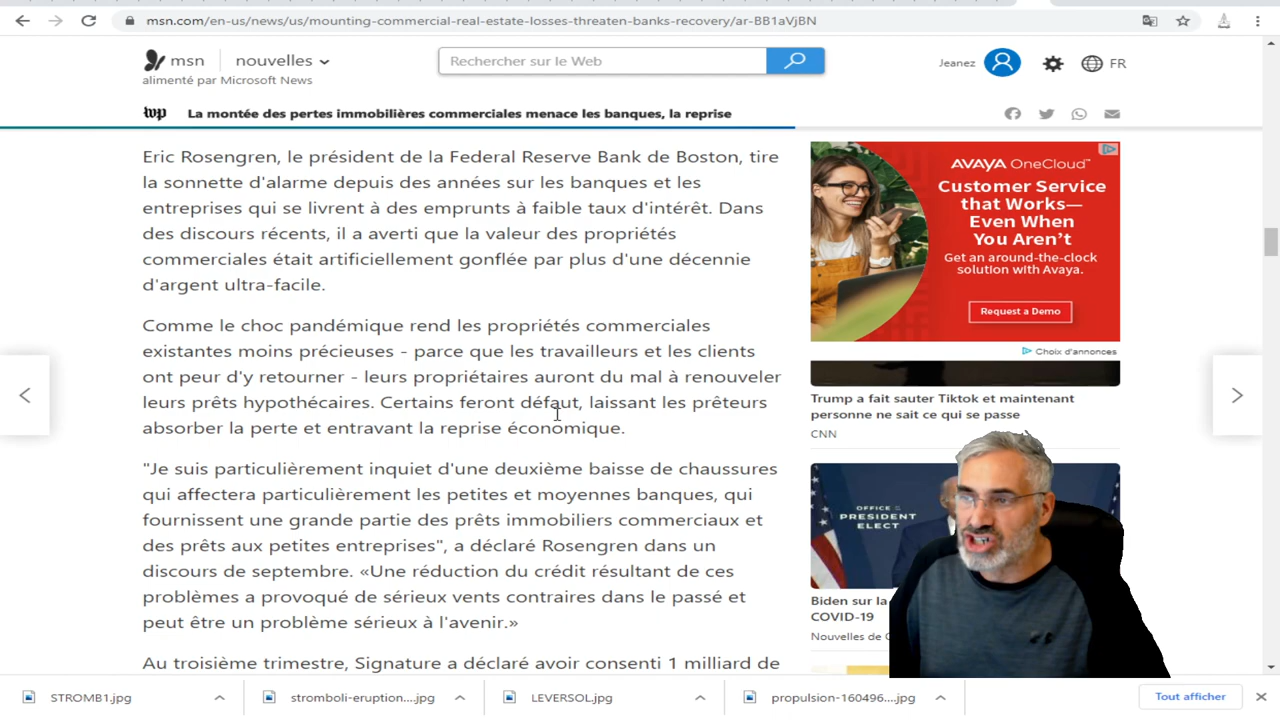 msn.com/en-us/news/us/mounting-commercial-real-estate-losses-threaten-banks-recovery/ar-BB1aVjBN
msn
nouvelles
alimenté par Microsoft News
Rechercher sur le Web
Jeanez
FR
wp
La montée des pertes immobilières commerciales menace les banques, la reprise
Eric Rosengren, le président de la Federal Reserve Bank de Boston, tire
la sonnette d'alarme depuis des années sur les banques et les
entreprises qui se livrent à des emprunts à faible taux d'intérêt. Dans
des discours récents, il a averti que la valeur des propriétés
commerciales était artificiellement gonflée par plus d'une décennie
d'argent ultra-facile.
Comme le choc pandémique rend les propriétés commerciales
existantes moins précieuses - parce que les travailleurs et les clients
ont peur d'y retourner - leurs propriétaires auront du mal à renouveler
leurs prêts hypothécaires. Certains feront défaut, laissant les prêteurs
absorber la perte et entravant la reprise économique.
"Je suis particulièrement inquiet d'une deuxième baisse de chaussures
qui affectera particulièrement les petites et moyennes banques, qui
fournissent une grande partie des prêts immobiliers commerciaux et
des prêts aux petites entreprises", a déclaré Rosengren dans un
discours de septembre. «Une réduction du crédit résultant de ces
problèmes a provoqué de sérieux vents contraires dans le passé et
peut être un problème sérieux à l'avenir.»
Au troisième trimestre, Signature a déclaré avoir consenti 1 milliard de
AVAYA OneCloud™
Customer Service
that Works—
Even When
You Aren't
Get an around-the-clock
solution with Avaya.
Request a Demo
Choix d'annonces
Trump a fait sauter Tiktok et maintenant
personne ne sait ce qui se passe
CNN
OFFICE
PRESIDENT
ELECT
Biden sur la
COVID-19
Nouvelles de
STROMB1.jpg
stromboli-eruption....jpg
LEVERSOL.jpg
propulsion-160496....jpg
Tout afficher